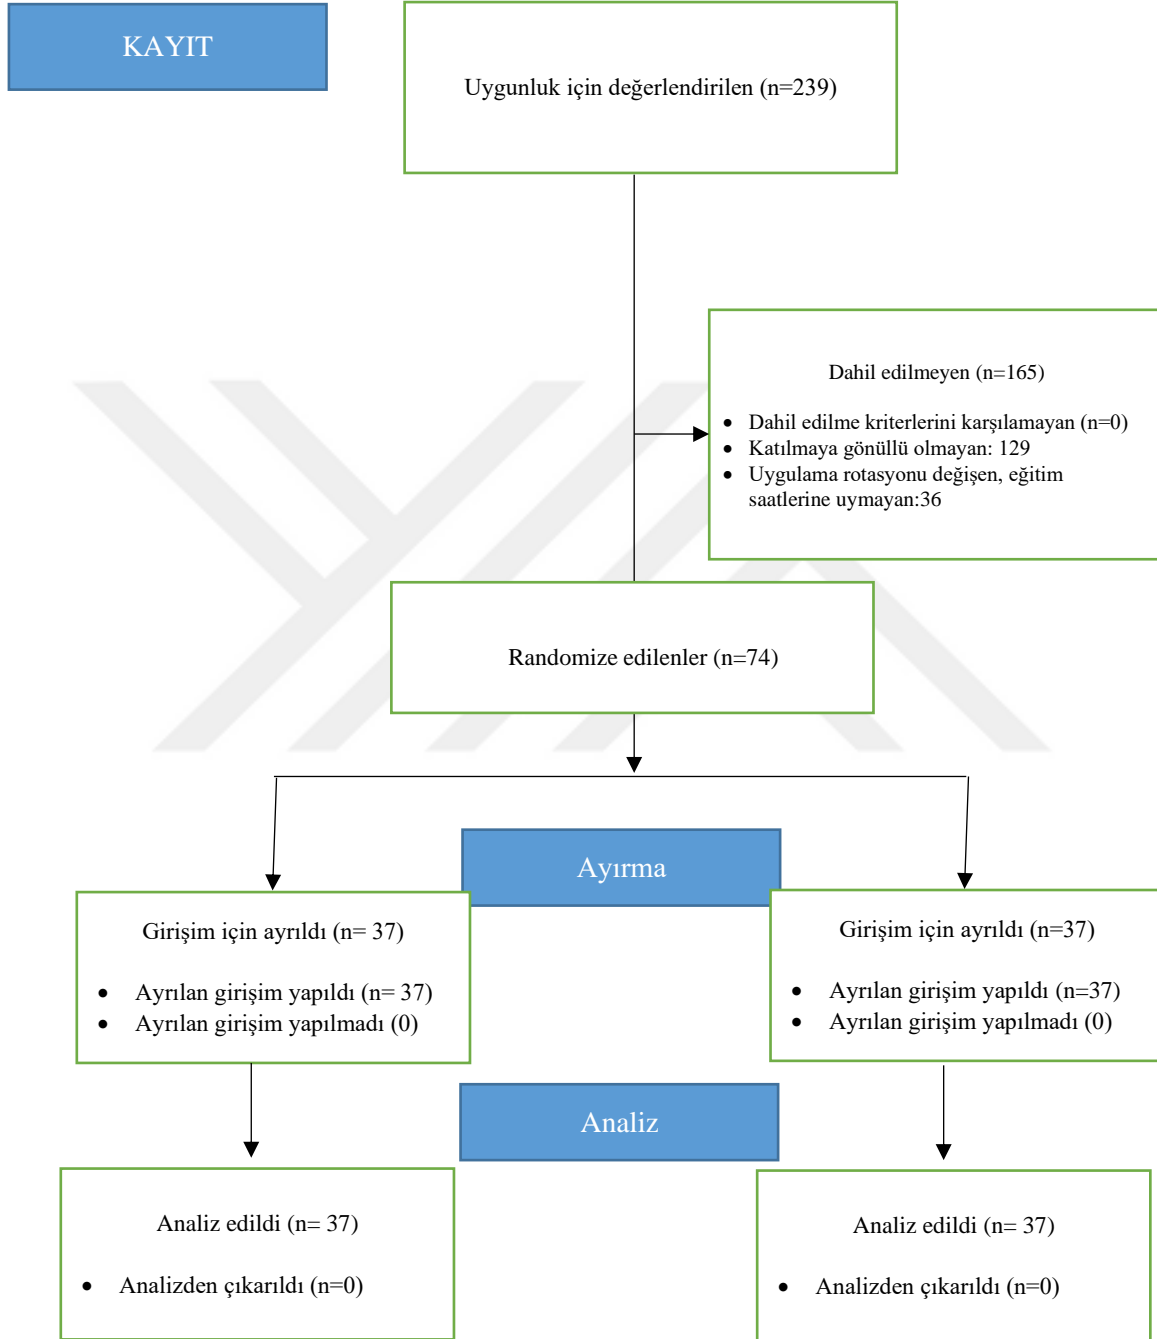 KAYIT
Uygunluk için değerlendirilen (n=239)
Dahil edilmeyen (n=165)
• Dahil edilme kriterlerini karşılamayan (n=0)
• Katılmaya gönüllü olmayan: 129
• Uygulama rotasyonu değişen, eğitim
saatlerine uymayan:36
Randomize edilenler (n=74)
Ayırma
Girişim için ayrıldı (n= 37)
• Ayrılan girişim yapıldı (n= 37)
• Ayrılan girişim yapılmadı (0)
Girişim için ayrıldı (n=37)
• Ayrılan girişim yapıldı (n=37)
• Ayrılan girişim yapılmadı (0)
Analiz
Analiz edildi (n= 37)
• Analizden çıkarıldı (n=0)
Analiz edildi (n= 37)
• Analizden çıkarıldı (n=0)